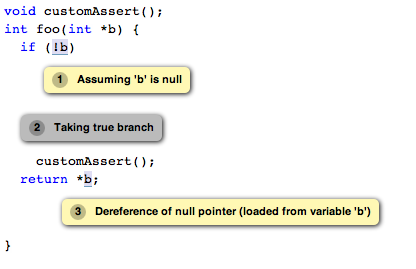 void customAssert();
int foo(int *b) {
  if (!b)
1 Assuming 'b' is null
2 Taking true branch
    customAssert();
  return *b;
3 Dereference of null pointer (loaded from variable 'b')
}